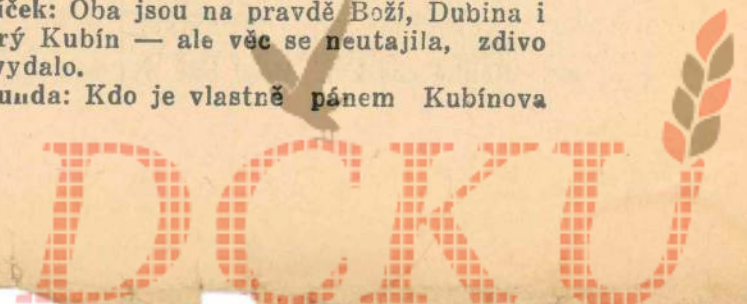 íček: Oba jsou na pravdě Boží, Dubina i
rý Kubín — ale věc se neutajila, zdivo
vydalo.
unda: Kdo je vlastně pánem Kubínova
DCKU